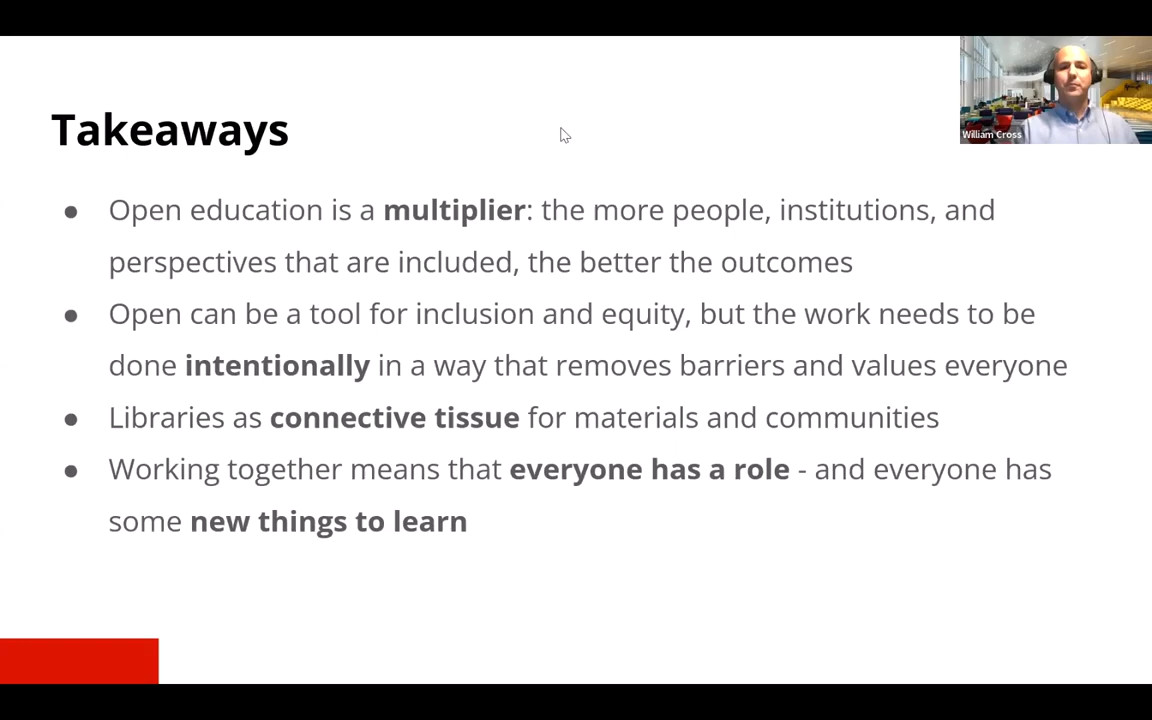 Takeaways
William Cross
● Open education is a multiplier: the more people, institutions, and
perspectives that are included, the better the outcomes
● Open can be a tool for inclusion and equity, but the work needs to be
done intentionally in a way that removes barriers and values everyone
● Libraries as connective tissue for materials and communities
● Working together means that everyone has a role - and everyone has
some new things to learn